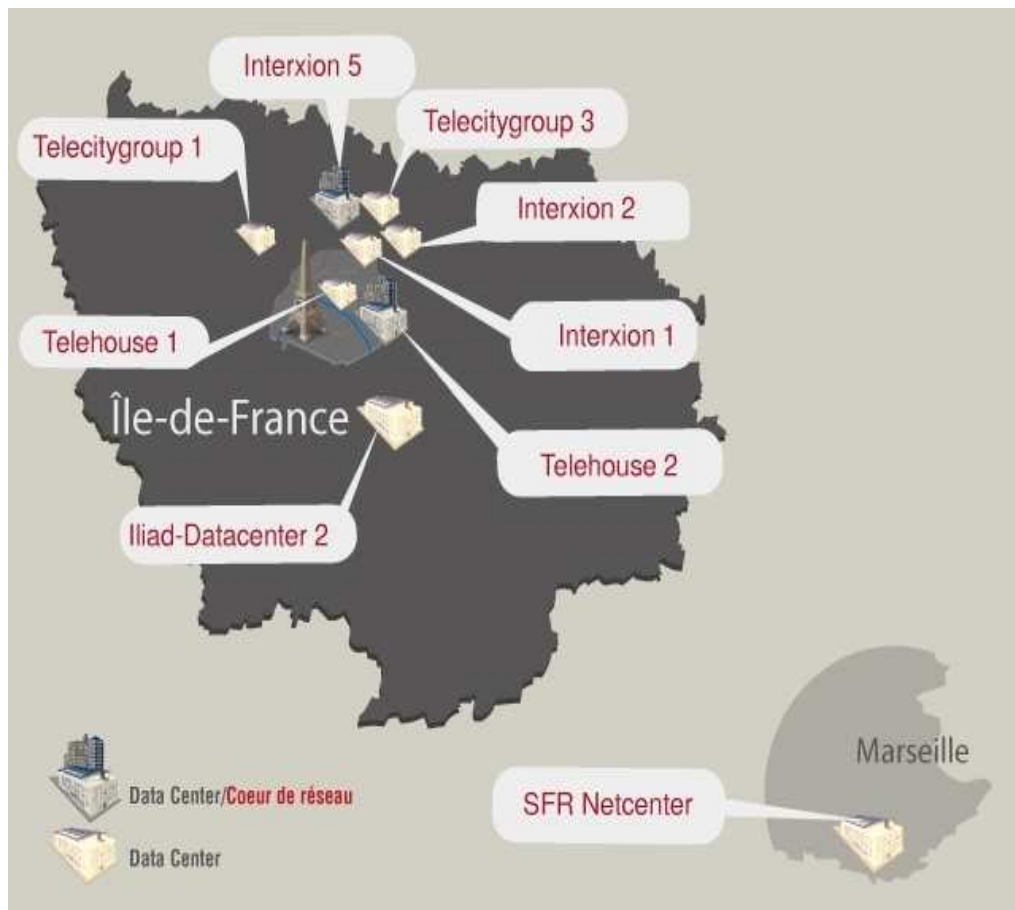 Interxion 5
Telecitygroup 3
Telecitygroup 1
Interxion 2
Interxion 1
Telehouse 1
Île-de-France
Telehouse 2
Iliad-Datacenter 2
Marseille
Data Center/Coeur de réseau
SFR Netcenter
Data Center